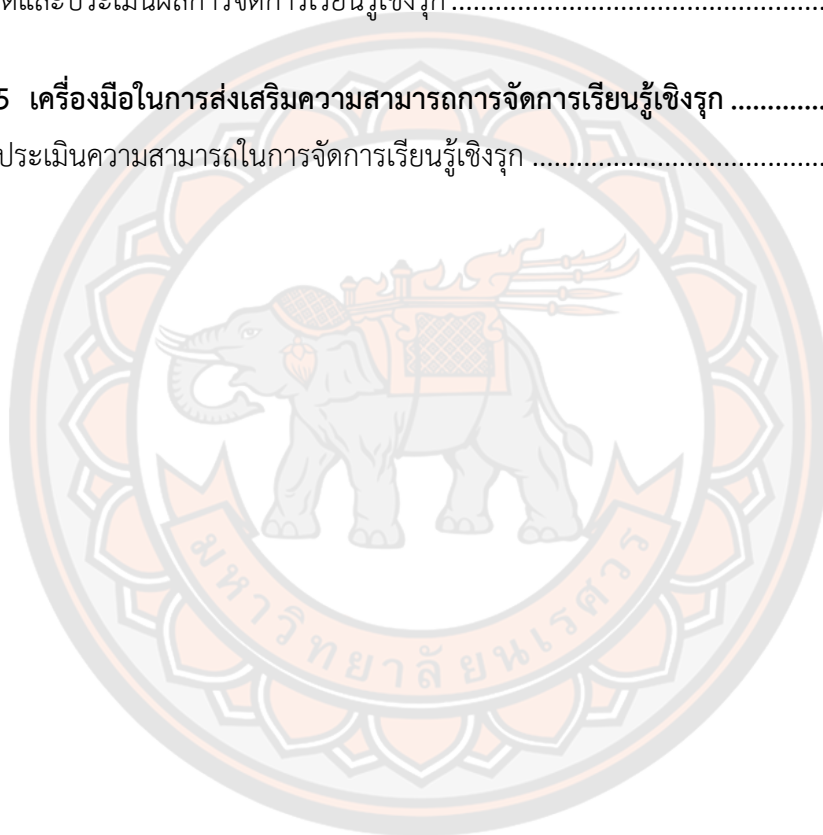 ดและประเมินผลการจัดการเรียนรู้เชิงรุก ..............................................
5 เครื่องมือในการส่งเสริมความสามารถการจัดการเรียนรู้เชิงรุก .............
ประเมินความสามารถในการจัดการเรียนรู้เชิงรุก ....................................
มหาวิทยาลัยนเรศวร